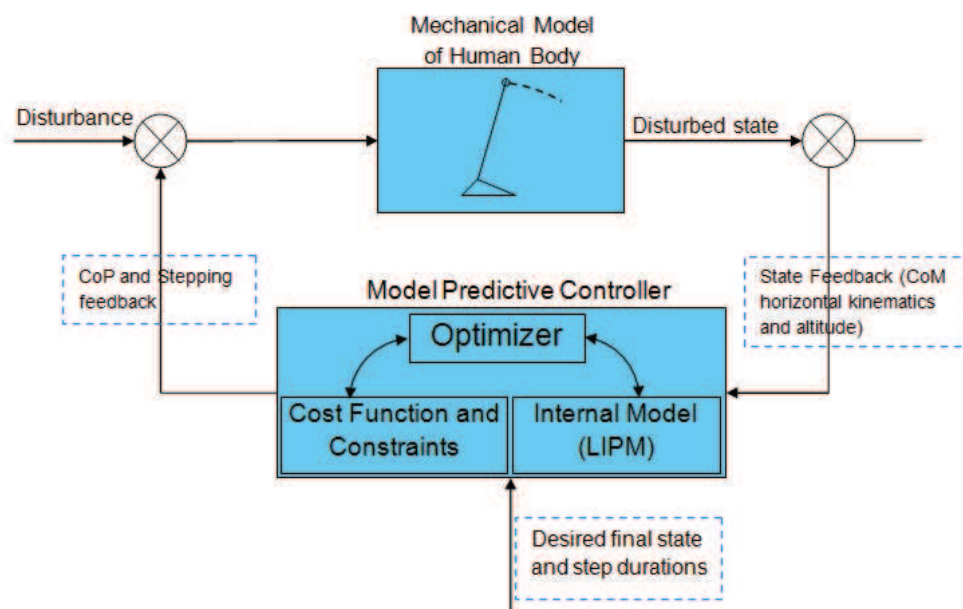 Mechanical Model
of Human Body
Disturbance
Disturbed state
CoP and Stepping
feedback
State Feedback (CoM
horizontal kinematics
and altitude)
Model Predictive Controller
Optimizer
Cost Function and
Constraints
Internal Model
(LIPM)
Desired final state
and step durations